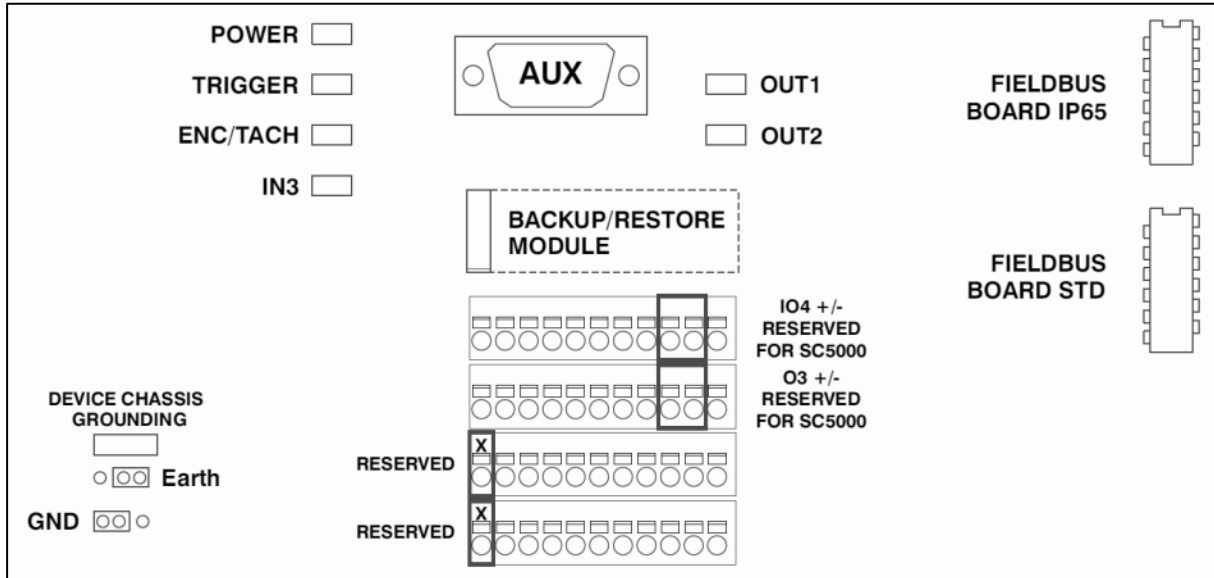 POWER
TRIGGER
ENC/TACH
IN3
AUX
OUT1
OUT2
FIELDBUS
BOARD IP65
BACKUP/RESTORE
MODULE
FIELDBUS
BOARD STD
IO4 +/-
RESERVED
FOR SC5000
O3 +/-
RESERVED
FOR SC5000
DEVICE CHASSIS
GROUNDING
Earth
GND
RESERVED
X
RESERVED
X